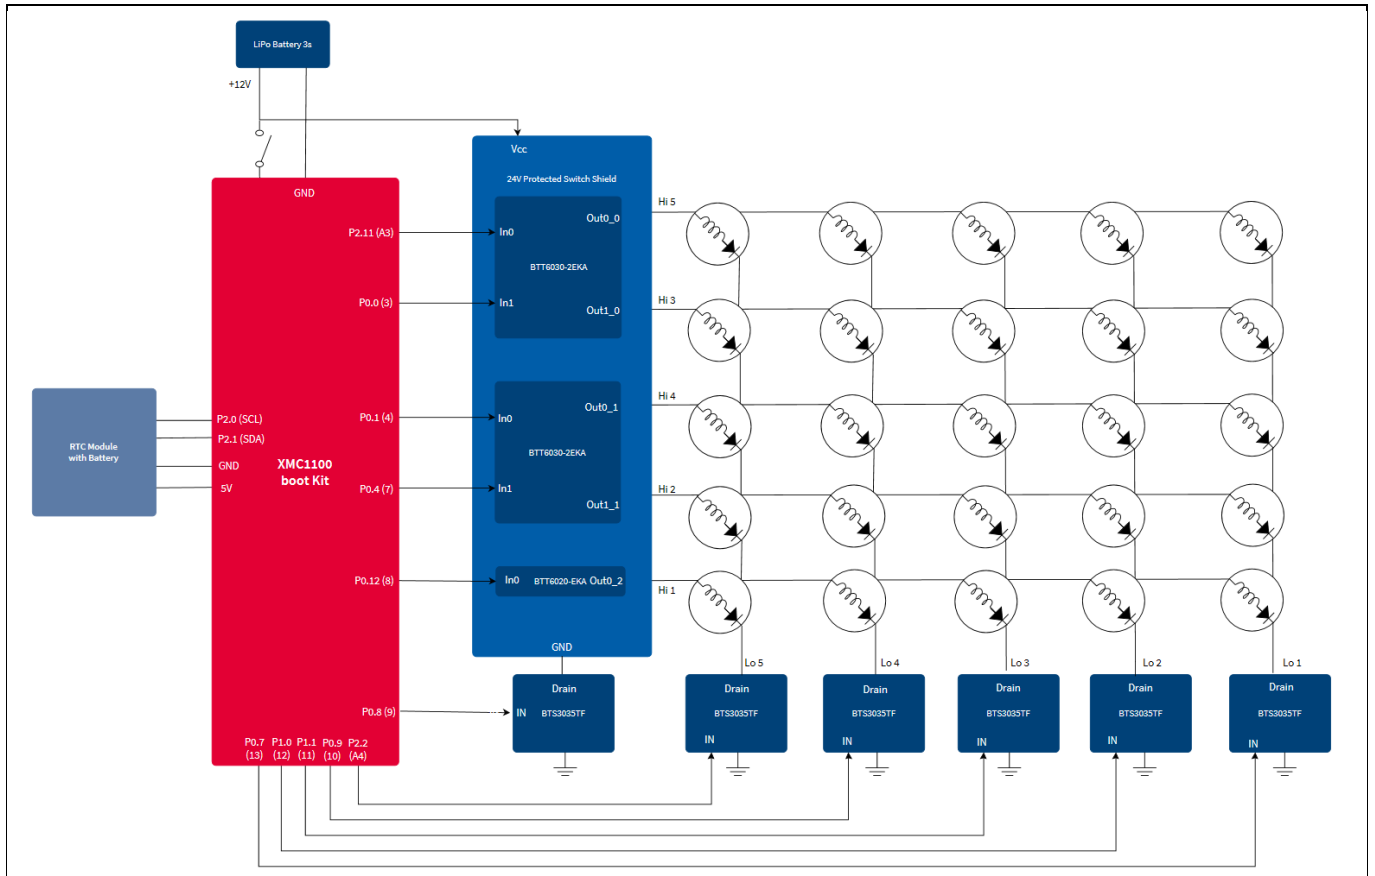 LiPo Battery 3s
+12V
GND
P2.11 (A3)
P0.0 (3)
P0.1 (4)
P0.4 (7)
P0.12 (8)
P0.8 (9)
P2.0 (SCL)
P2.1 (SDA)
GND
5V
XMC1100
boot Kit
P0.7
(13)
P1.0
(12)
P1.1
(11)
P0.9
(10)
P2.2
(A4)
RTC Module
with Battery
Vcc
24V Protected Switch Shield
Out0_0
In0
BTT6030-2EKA
In1
Out1_0
Out0_1
In0
BTT6030-2EKA
In1
Out1_1
In0
BTT6020-EKA
Out0_2
GND
Hi 5
Hi 3
Hi 4
Hi 2
Hi 1
Lo 5
Lo 4
Lo 3
Lo 2
Lo 1
Drain
IN
BTS3035TF
Drain
BTS3035TF
IN
Drain
BTS3035TF
IN
Drain
BTS3035TF
IN
Drain
BTS3035TF
IN
Drain
BTS3035TF
IN